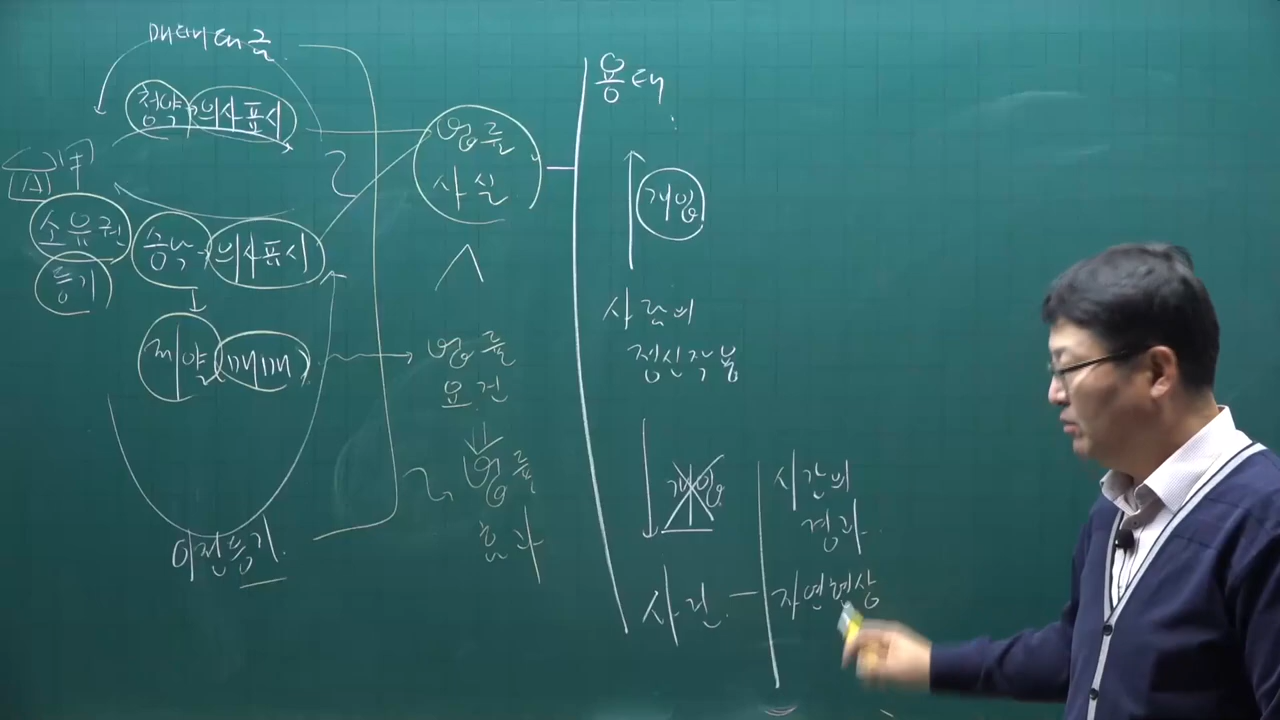 매매대금
청약 의사표시
A
소유권
등기
승낙 의사표시
계약 (매매)
이전등기
법률
사실
법률
요건
법률
효과
용태
개입
사람의
정신작용
개입
사건
시간의
경과
자연현상